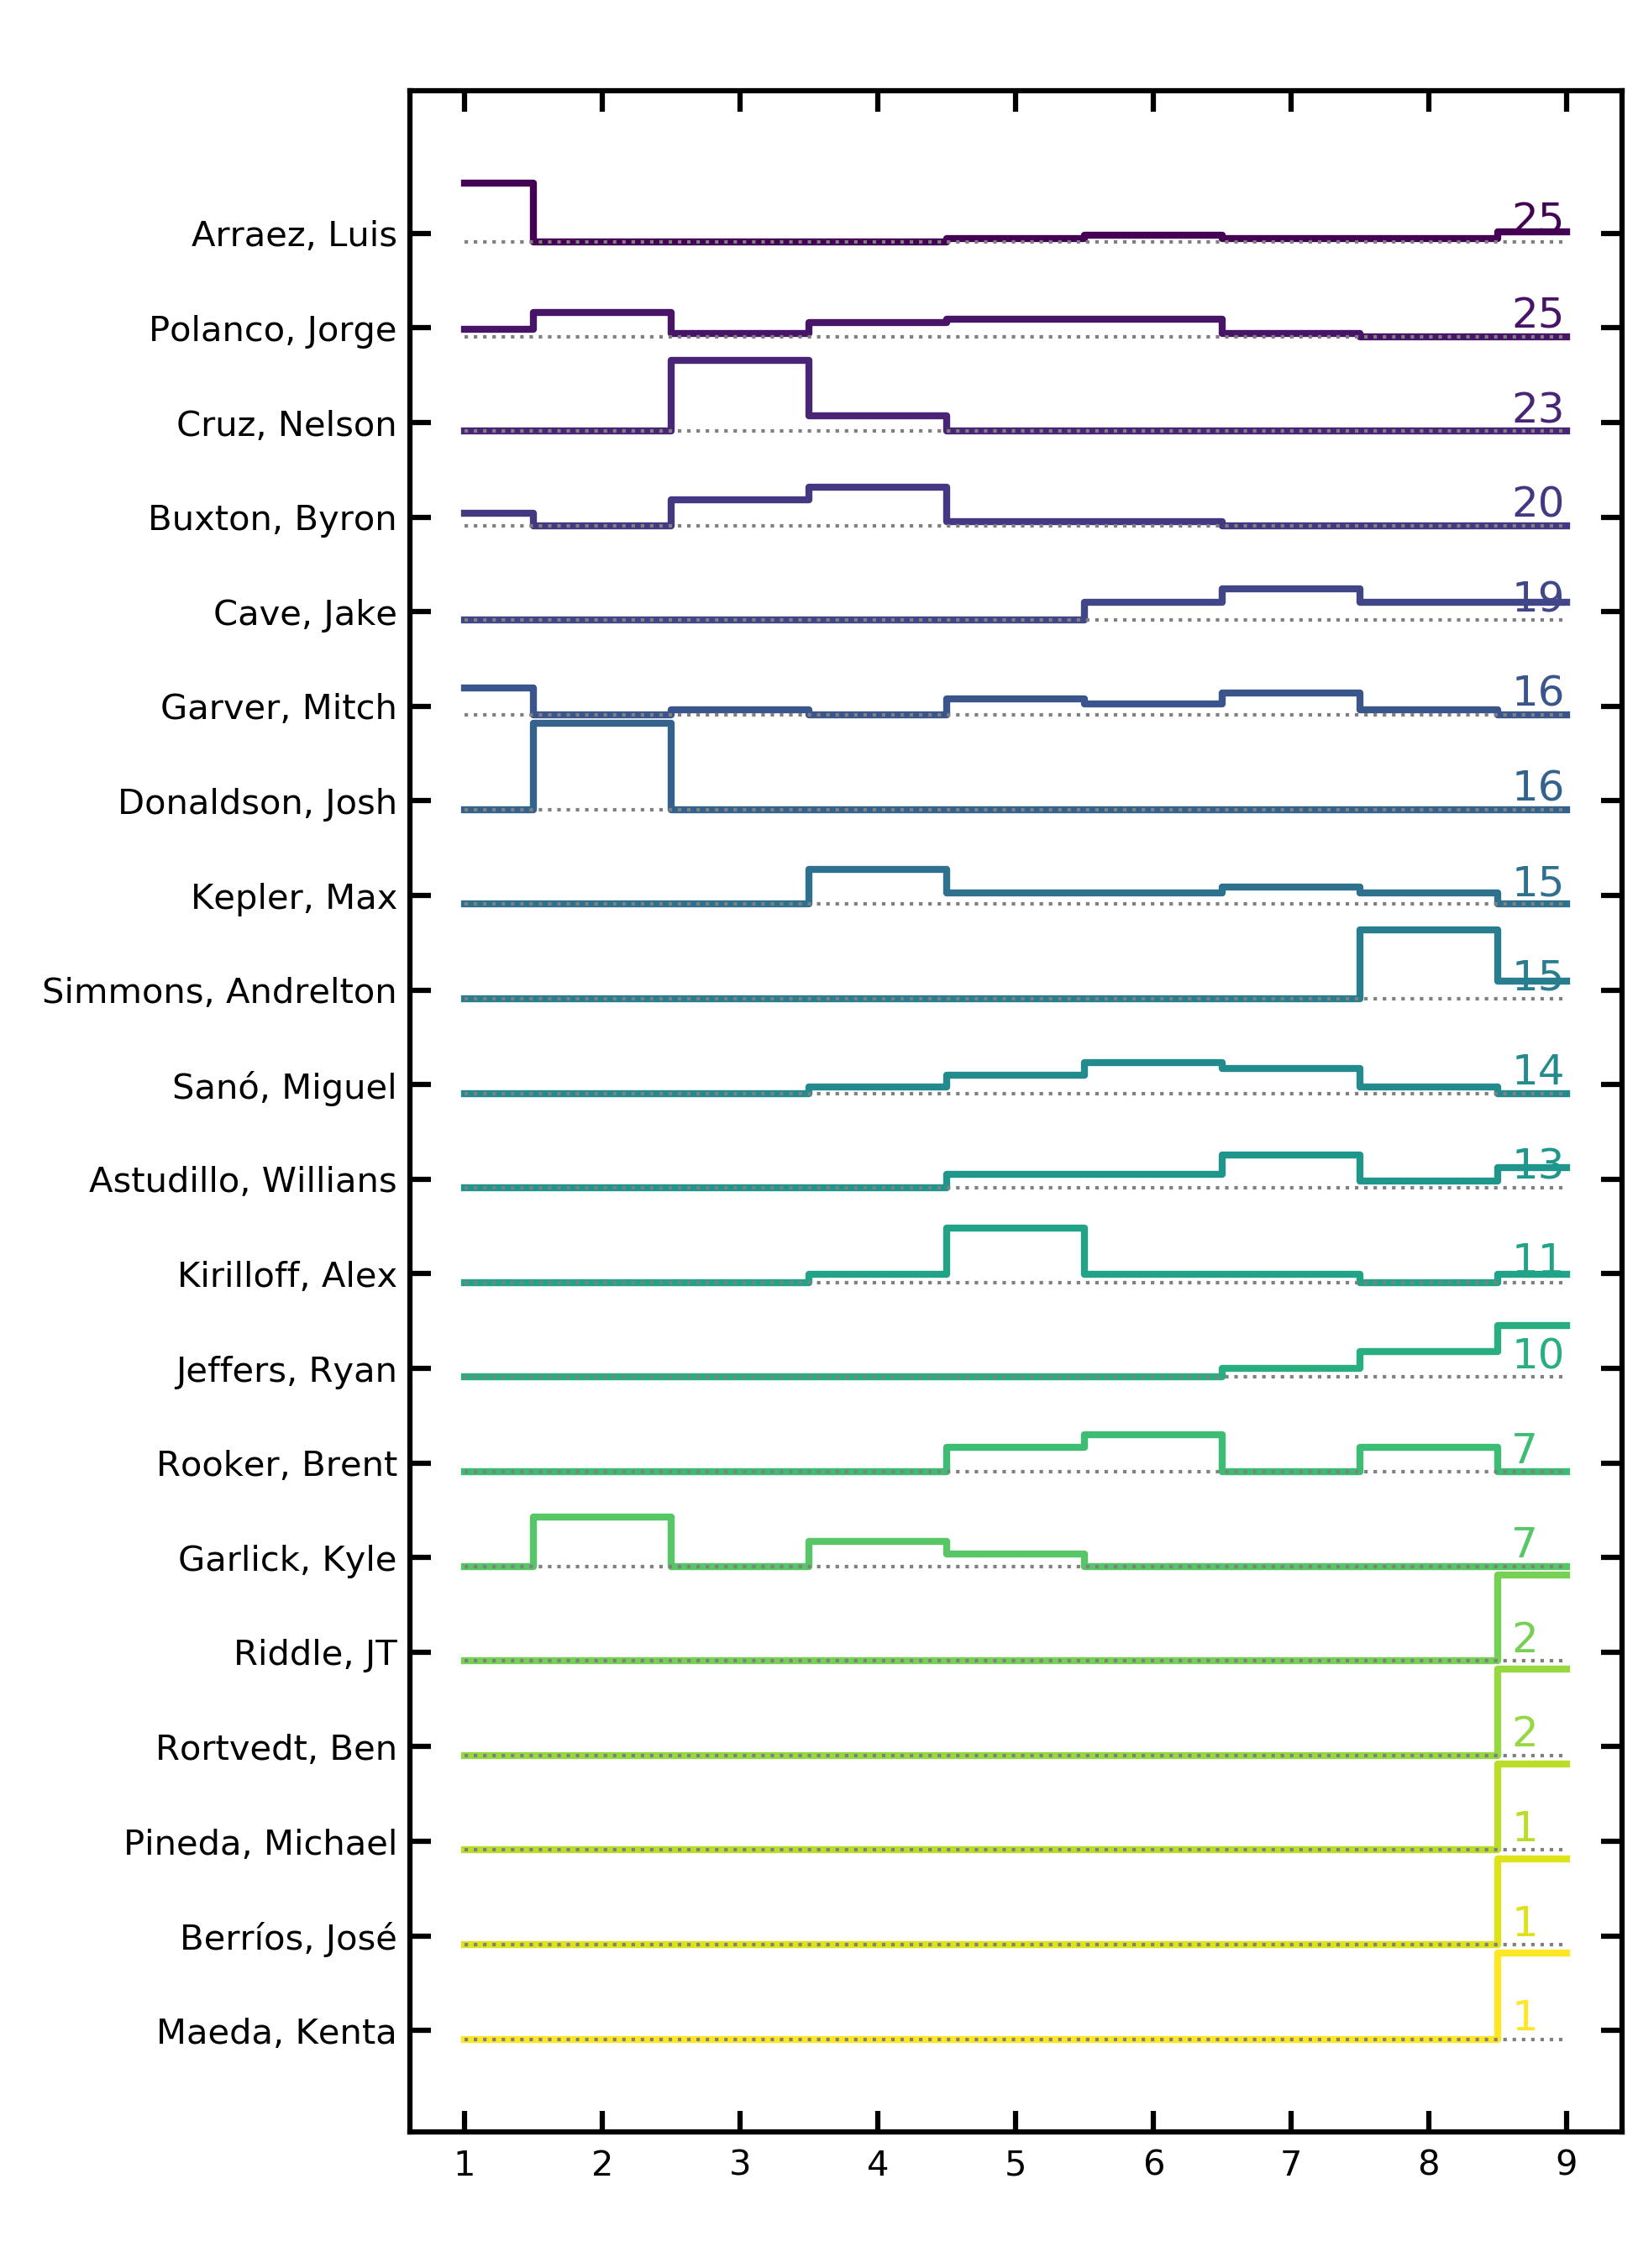 Arraez, Luis 25
Polanco, Jorge 25
Cruz, Nelson 23
Buxton, Byron 20
Cave, Jake 19
Garver, Mitch 16
Donaldson, Josh 16
Kepler, Max 15
Simmons, Andrelton 15
Sanó, Miguel 14
Astudillo, Willians 13
Kirilloff, Alex 11
Jeffers, Ryan 10
Rooker, Brent 7
Garlick, Kyle 7
Riddle, JT 2
Rortvedt, Ben 2
Pineda, Michael 1
Berríos, José 1
Maeda, Kenta 1
1 2 3 4 5 6 7 8 9